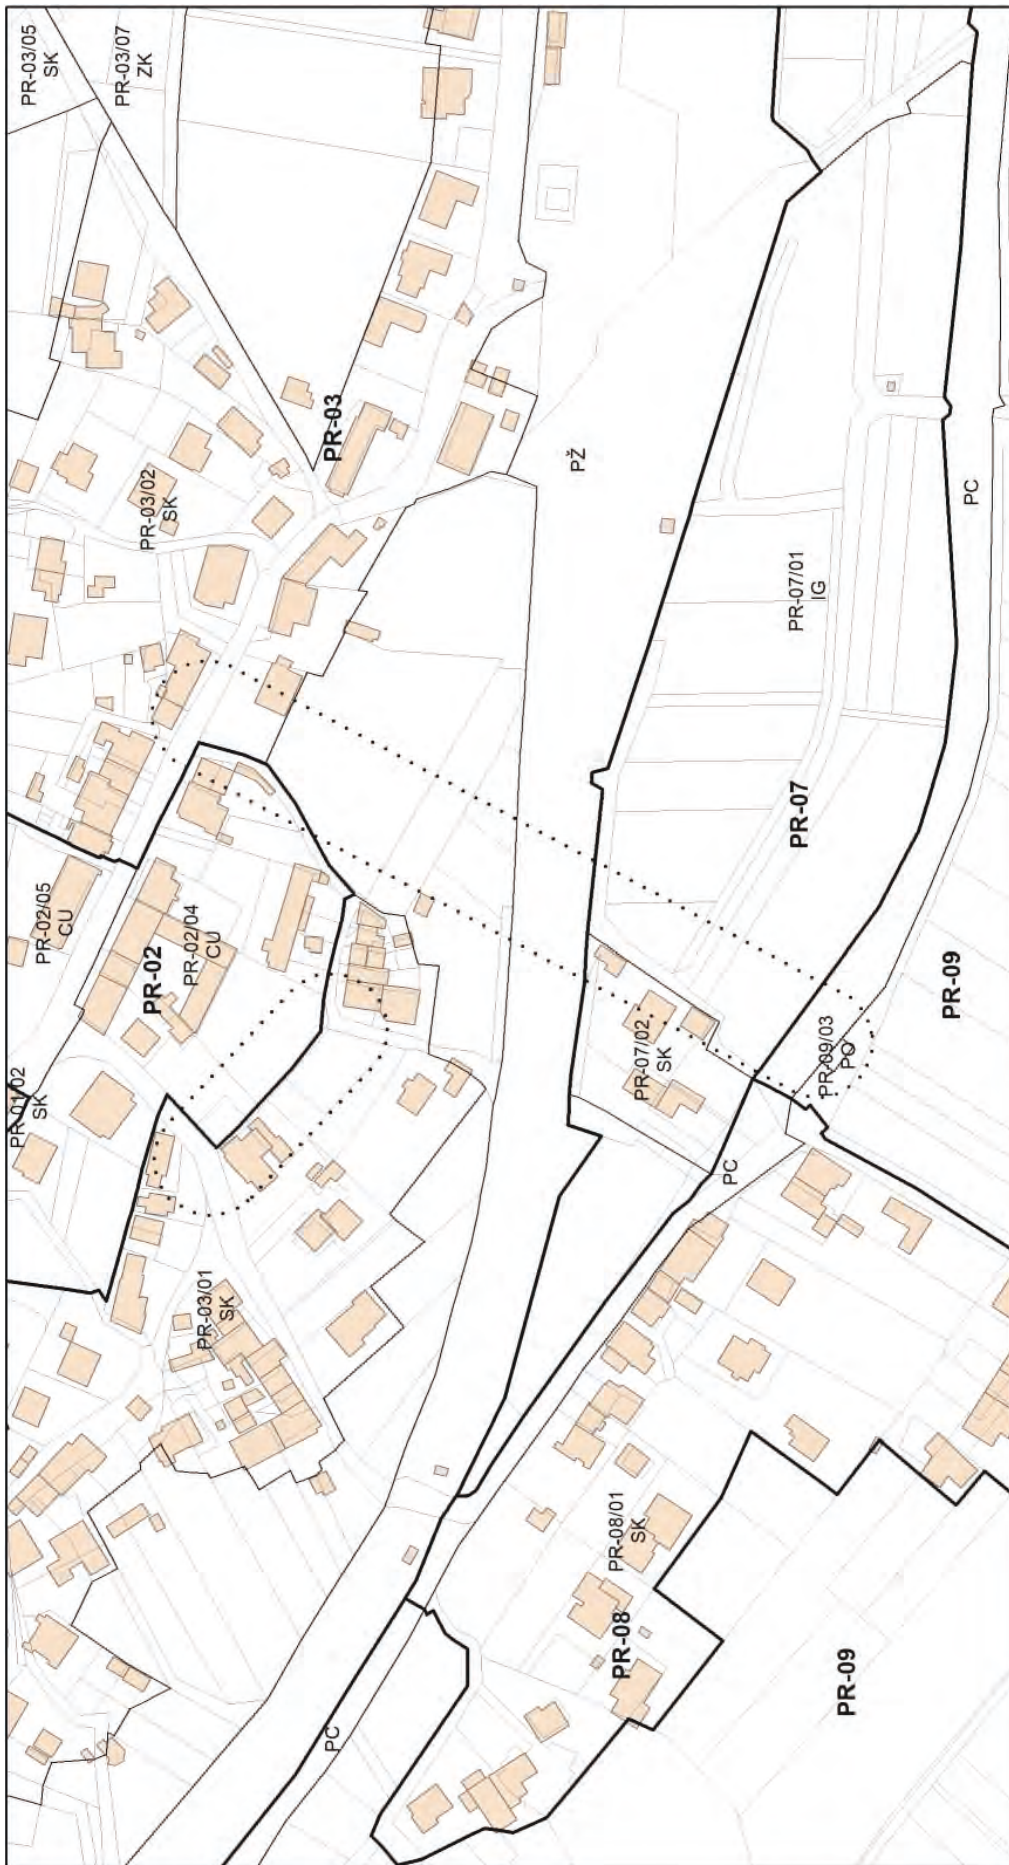 PR-03/05
SK
PR-03/07
ZK
PR-03
PR-03/02
SK
PŽ
PC
PR-07/01
IG
PR-07
PR-02/05
CU
PR-02/04
CU
PR-02
PR-09
PR-09/03
PO
PR-07/02
SK
PR-01/02
SK
PC
PR-03/01
SK
PR-08/01
SK
PR-08
PR-09
PC